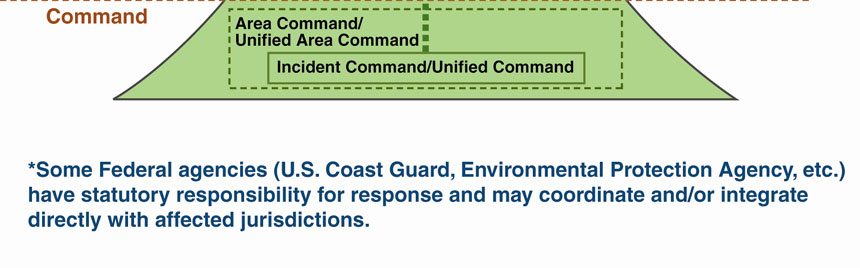 Command
Area Command/
Unified Area Command
Incident Command/Unified Command
*Some Federal agencies (U.S. Coast Guard, Environmental Protection Agency, etc.)
have statutory responsibility for response and may coordinate and/or integrate
directly with affected jurisdictions.